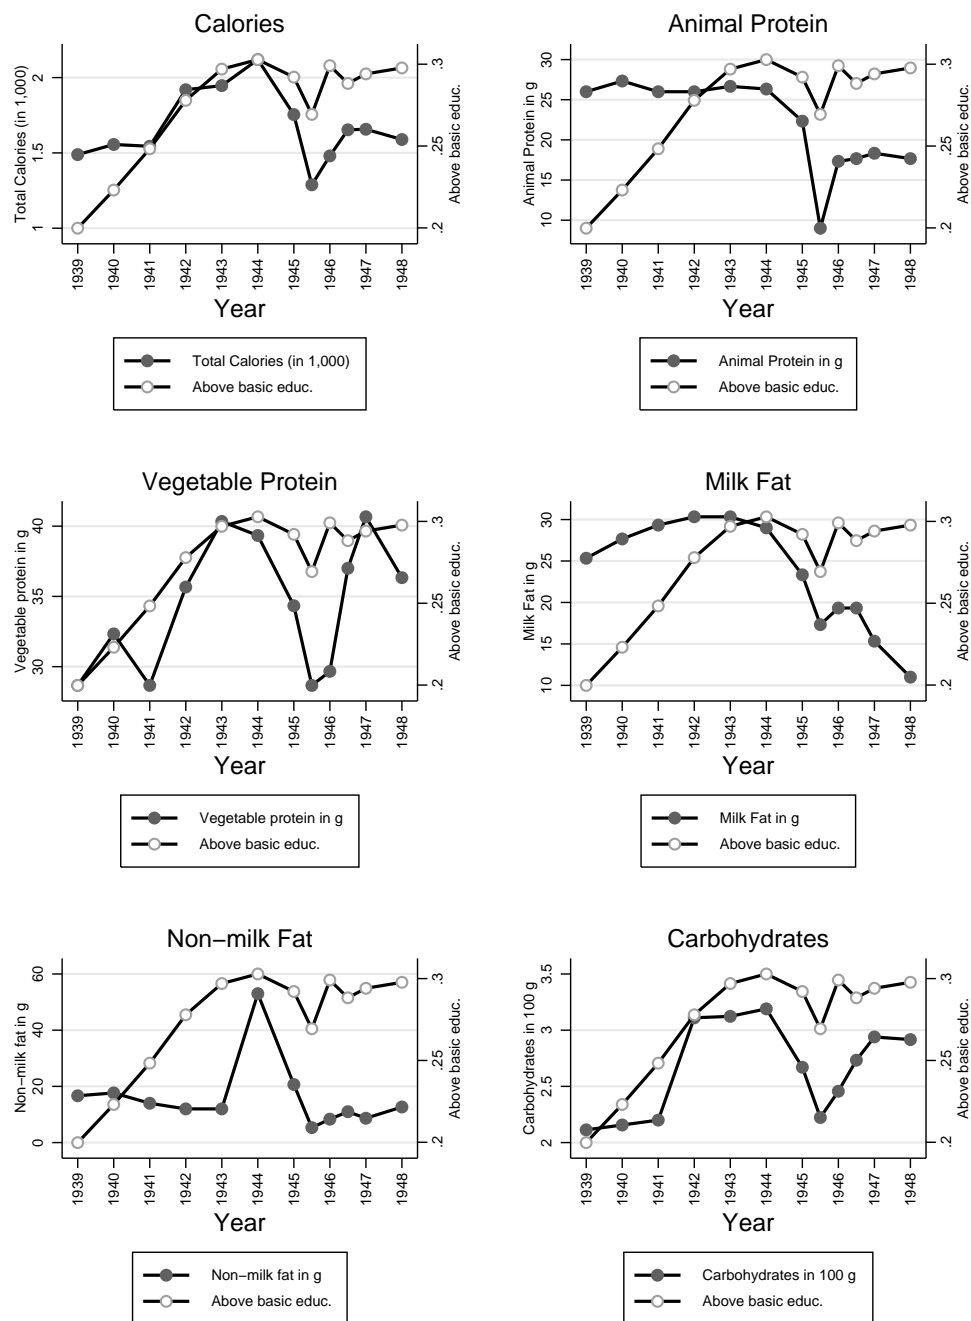 Calories
Total Calories (in 1,000)
1 1.5 2
.2 .25 .3
Above basic educ.
1939 1940 1941 1942 1943 1944 1945 1946 1947 1948
Year
Total Calories (in 1,000)
Above basic educ.
Animal Protein
Animal Protein in g
10 15 20 25 30
.2 .25 .3
Above basic educ.
1939 1940 1941 1942 1943 1944 1945 1946 1947 1948
Year
Animal Protein in g
Above basic educ.
Vegetable Protein
Vegetable protein in g
30 35 40
.2 .25 .3
Above basic educ.
1939 1940 1941 1942 1943 1944 1945 1946 1947 1948
Year
Vegetable protein in g
Above basic educ.
Milk Fat
Milk Fat in g
10 15 20 25 30
.2 .25 .3
Above basic educ.
1939 1940 1941 1942 1943 1944 1945 1946 1947 1948
Year
Milk Fat in g
Above basic educ.
Non−milk Fat
Non−milk fat in g
0 20 40 60
.2 .25 .3
Above basic educ.
1939 1940 1941 1942 1943 1944 1945 1946 1947 1948
Year
Non−milk fat in g
Above basic educ.
Carbohydrates
Carbohydrates in 100 g
2 2.5 3 3.5
.2 .25 .3
Above basic educ.
1939 1940 1941 1942 1943 1944 1945 1946 1947 1948
Year
Carbohydrates in 100 g
Above basic educ.